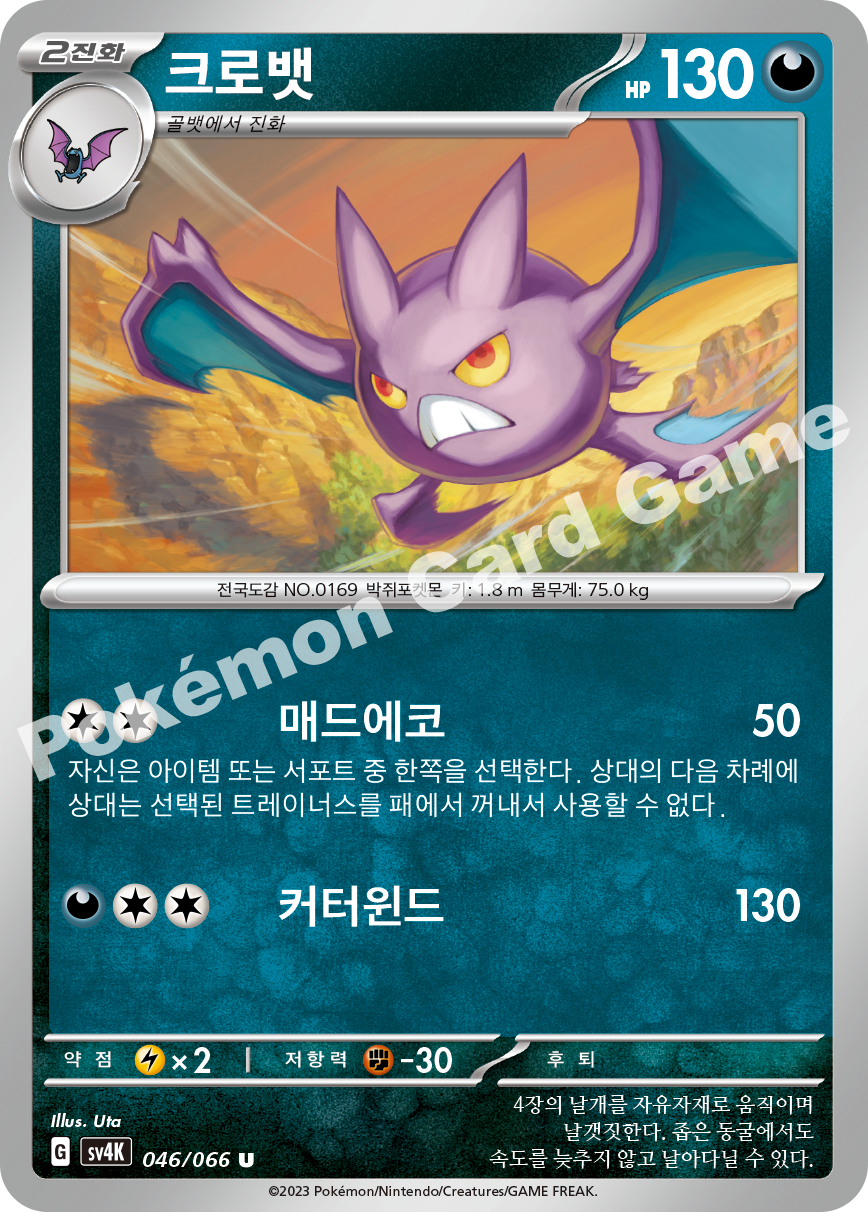 2진화
크로뱃
HP 130
골뱃에서 진화
전국도감 NO.0169 박쥐포켓몬 키: 1.8 m 몸무게: 75.0 kg
Pokémon Card Game
매드에코 50
자신은 아이템 또는 서포트 중 한쪽을 선택한다. 상대의 다음 차례에
상대는 선택된 트레이너스를 패에서 꺼내서 사용할 수 없다.
커터윈드 130
약점 ×2 | 저항력 -30 후퇴
4장의 날개를 자유자재로 움직이며
날갯짓한다. 좁은 동굴에서도
속도를 늦추지 않고 날아다닐 수 있다.
Illus. Uta
G sv4K 046/066 U
©2023 Pokémon/Nintendo/Creatures/GAME FREAK.